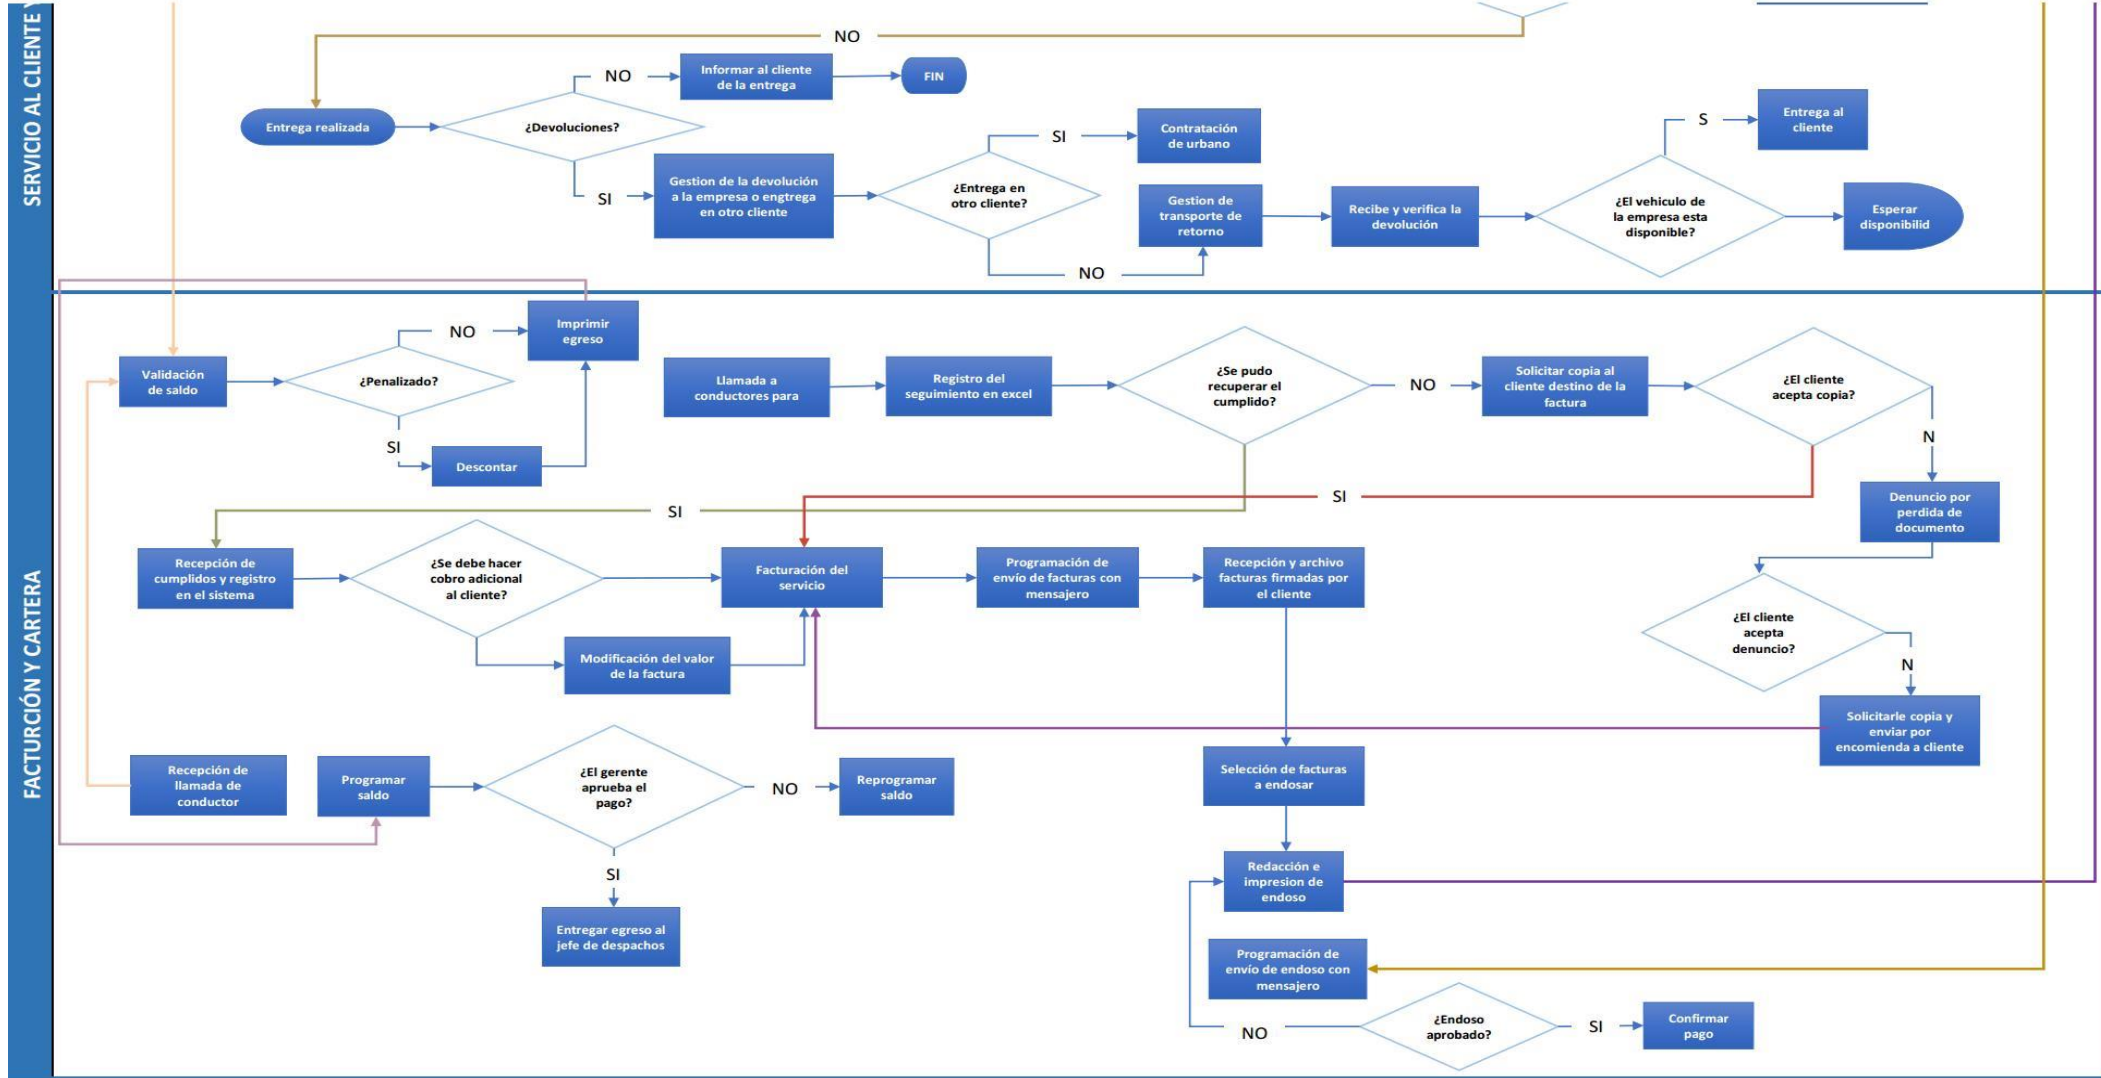 SERVICIO AL CLIENTE Y
NO
NO
Informar al cliente
de la entrega
FIN
Entrega realizada
¿Devoluciones?
SI
Gestion de la devolución
a la empresa o engtrega
en otro cliente
¿Entrega en
otro cliente?
SI
Contratación
de urbano
NO
Gestion de
transporte de
retorno
Recibe y verifica la
devolución
¿El vehiculo de
la empresa esta
disponible?
S
Entrega al
cliente
Esperar
disponibilid
FACTURCIÓN Y CARTERA
Validación
de saldo
¿Penalizado?
NO
Imprimir
egreso
SI
Descontar
Llamada a
conductores para
Registro del
seguimiento en excel
¿Se pudo
recuperar el
cumplido?
NO
Solicitar copia al
cliente destino de la
factura
¿El cliente
acepta copia?
N
Denuncio por
perdida de
documento
SI
SI
Recepción de
cumplidos y registro
en el sistema
¿Se debe hacer
cobro adicional
al cliente?
Facturación del
servicio
Programación de
envío de facturas con
mensajero
Recepción y archivo
facturas firmadas por
el cliente
Modificación del valor
de la factura
¿El cliente
acepta
denuncio?
N
Solicitarle copia y
enviar por
encomienda a cliente
Recepción de
llamada de
conductor
Programar
saldo
¿El gerente
aprueba el
pago?
NO
Reprogramar
saldo
SI
Entregar egreso al
jefe de despachos
Selección de facturas
a endosar
Redacción e
impresion de
endoso
Programación de
envío de endoso con
mensajero
NO
¿Endoso
aprobado?
SI
Confirmar
pago